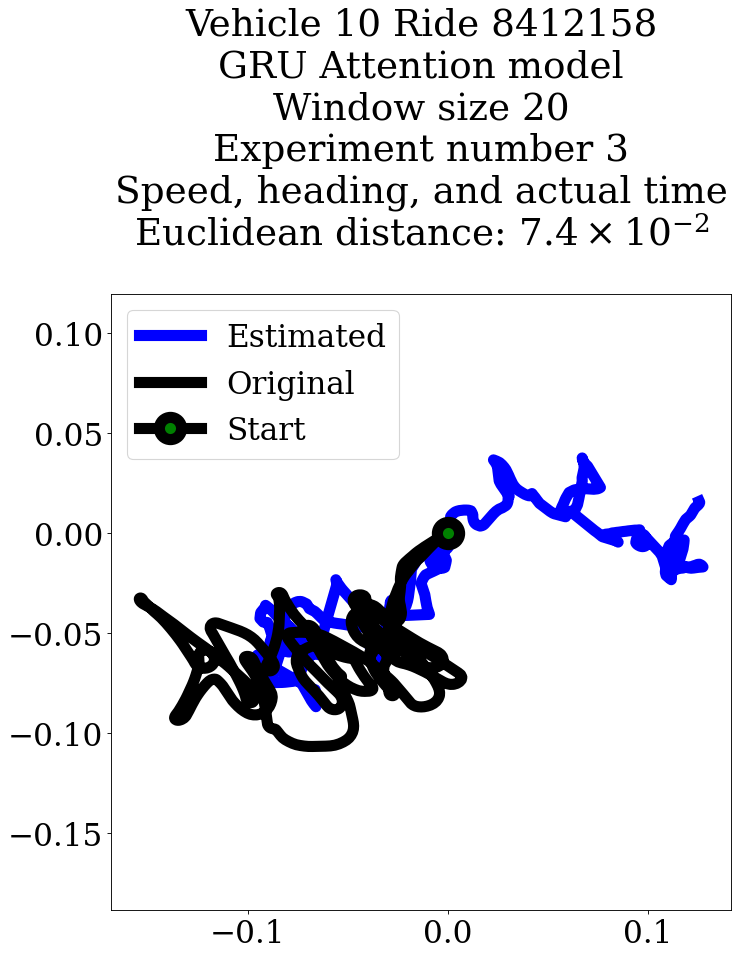 Vehicle 10 Ride 8412158
GRU Attention model
Window size 20
Experiment number 3
Speed, heading, and actual time
Euclidean distance: 7.4 × 10⁻²
Estimated
Original
Start
0.10
0.05
0.00
−0.05
−0.10
−0.15
−0.1
0.0
0.1